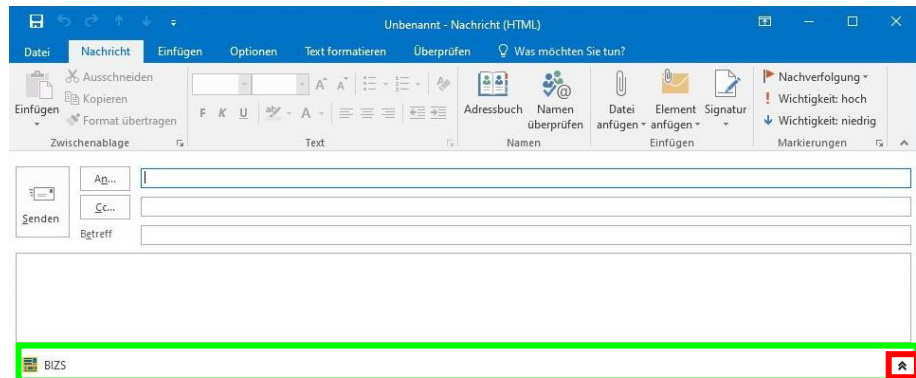 Unbenannt - Nachricht (HTML)
Datei Nachricht Einfügen Optionen Text formatieren Überprüfen Was möchten Sie tun?
Einfügen
Ausschneiden
Kopieren
Format übertragen
Zwischenablage
F K U
Text
Adressbuch
Namen überprüfen
Namen
Datei anfügen
Element anfügen
Signatur
Einfügen
Nachverfolgung
Wichtigkeit: hoch
Wichtigkeit: niedrig
Markierungen
Senden
An...
Cc...
Betreff
BIZS